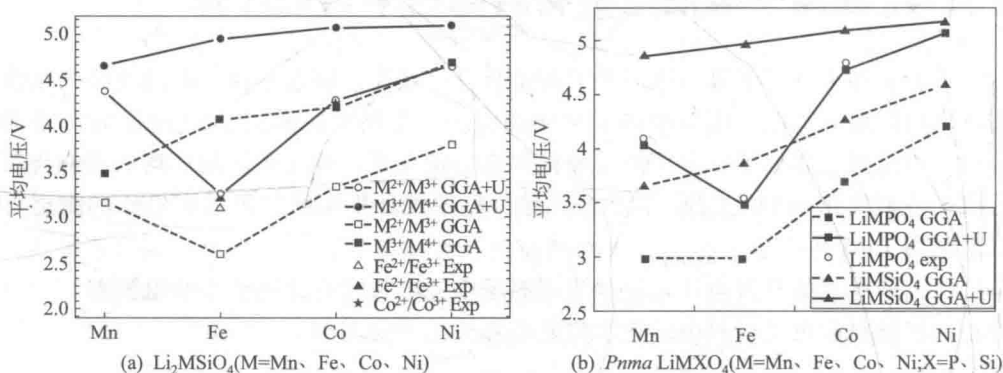 平均电压/V
5.0
4.5
4.0
3.5
3.0
2.5
2.0
Mn
Fe
Co
Ni
M²⁺/M³⁺ GGA+U
M³⁺/M⁴⁺ GGA+U
M²⁺/M³⁺ GGA
M³⁺/M⁴⁺ GGA
Fe²⁺/Fe³⁺ Exp
Fe²⁺/Fe³⁺ Exp
Co²⁺/Co³⁺ Exp
(a) Li₂MSiO₄(M=Mn、Fe、Co、Ni)
平均电压/V
5
4.5
4
3.5
3
2.5
Mn
Fe
Co
Ni
LiMPO₄ GGA
LiMPO₄ GGA+U
LiMPO₄ exp
LiMSiO₄ GGA
LiMSiO₄ GGA+U
(b) Pnma LiMXO₄(M=Mn、Fe、Co、Ni;X=P、Si)